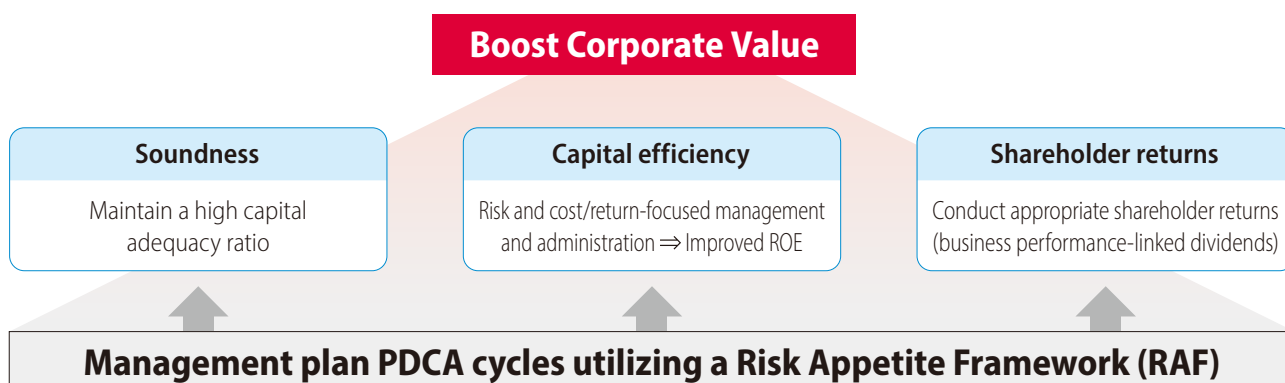 Boost Corporate Value
Soundness
Maintain a high capital
adequacy ratio
Capital efficiency
Risk and cost/return-focused management
and administration ⇒ Improved ROE
Shareholder returns
Conduct appropriate shareholder returns
(business performance-linked dividends)
Management plan PDCA cycles utilizing a Risk Appetite Framework (RAF)